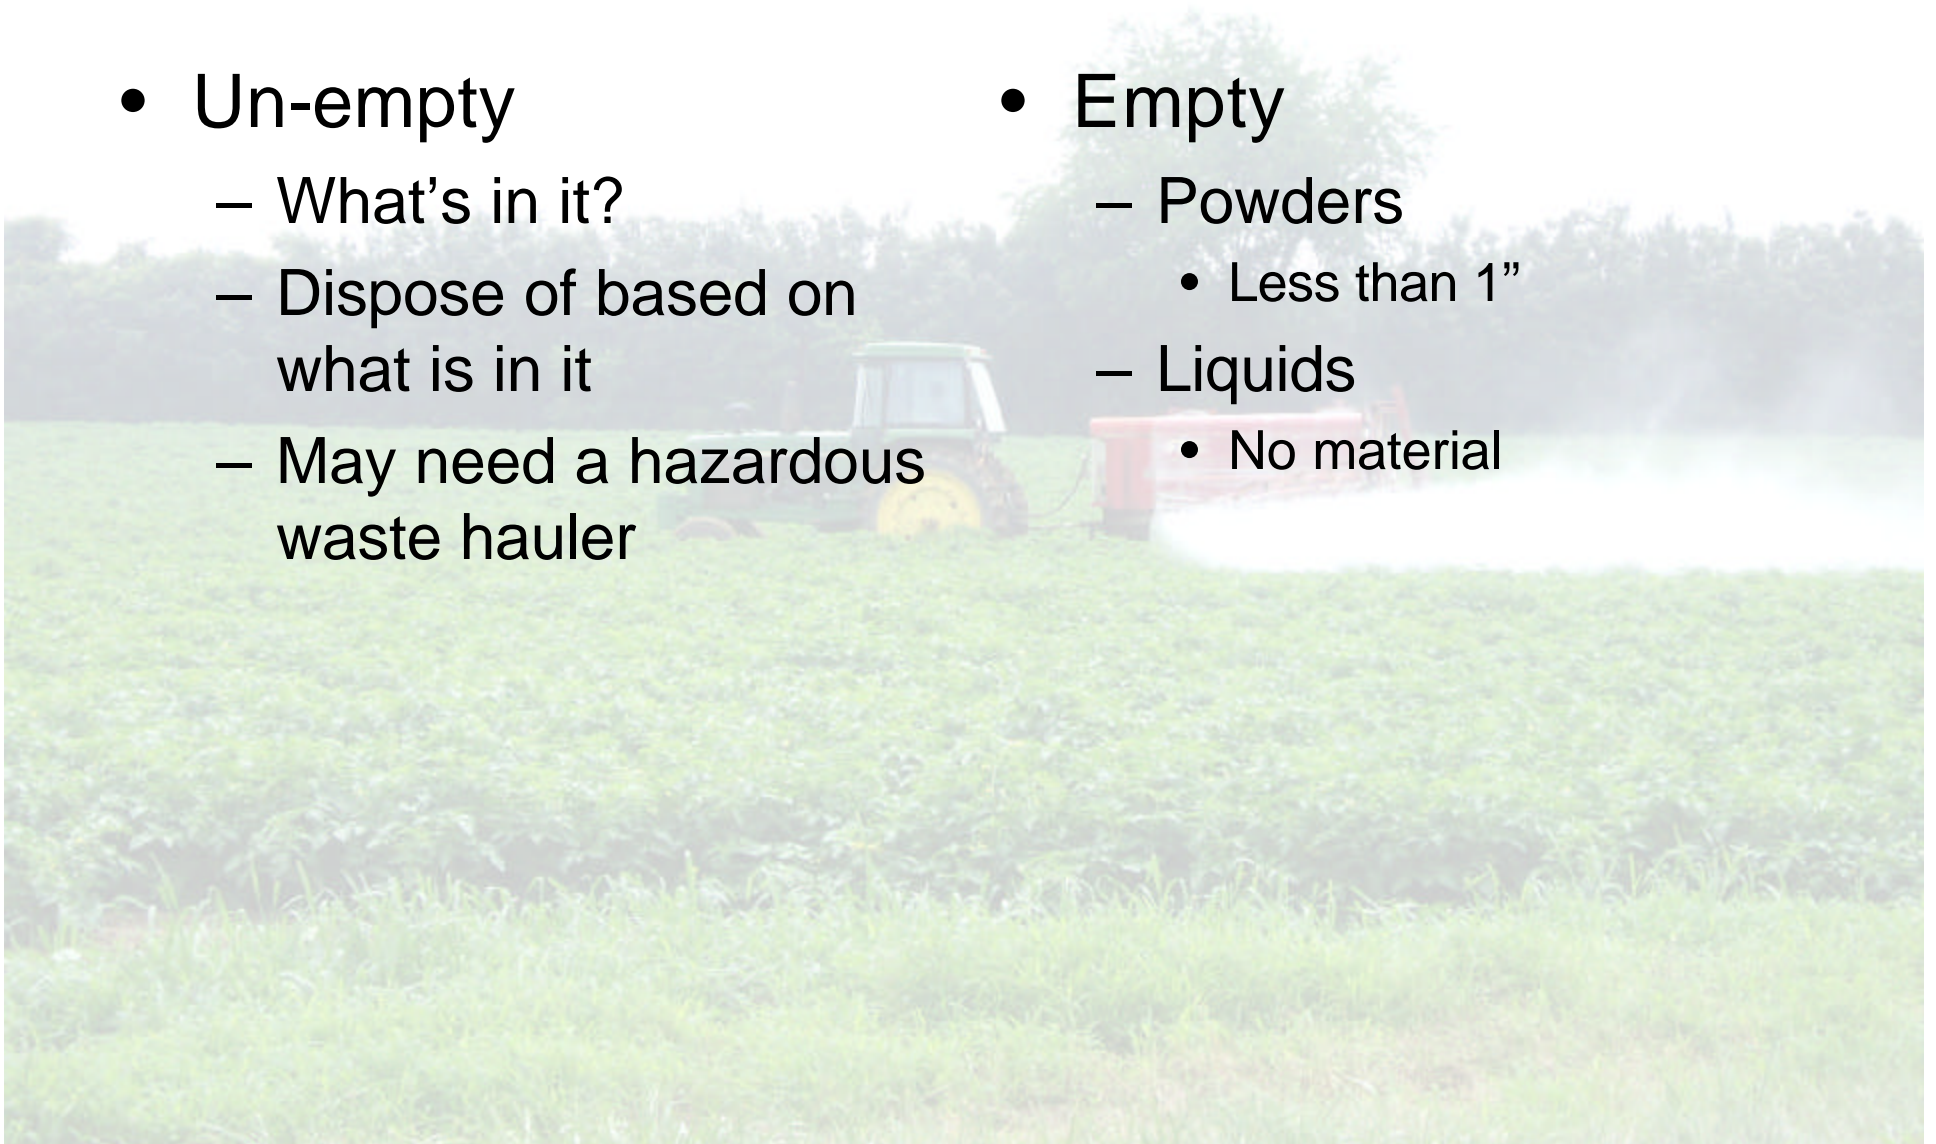 • Un-empty
– What’s in it?
– Dispose of based on
what is in it
– May need a hazardous
waste hauler
• Empty
– Powders
• Less than 1”
– Liquids
• No material